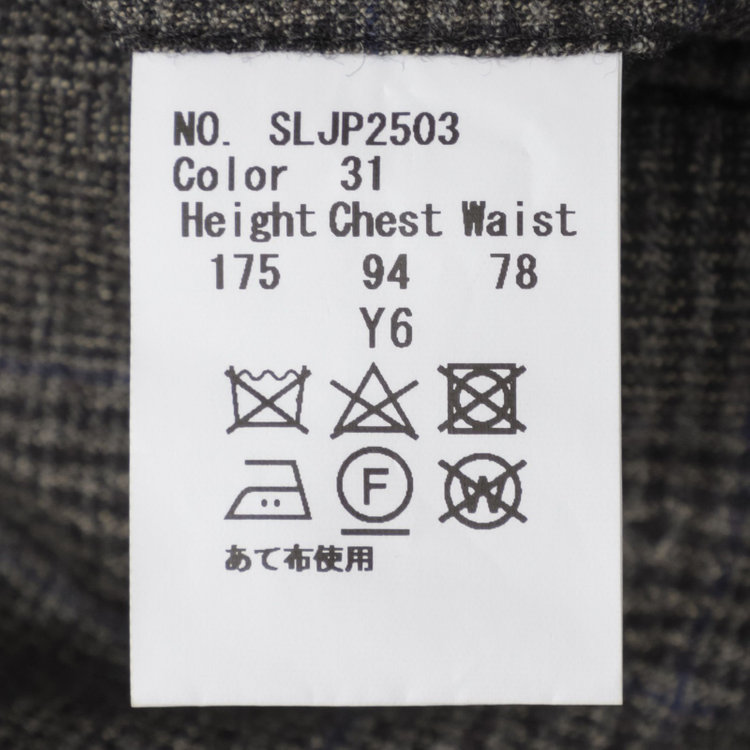 NO. SLJP2503
Color 31
Height Chest Waist
175 94 78
Y6
F W
あて布使用